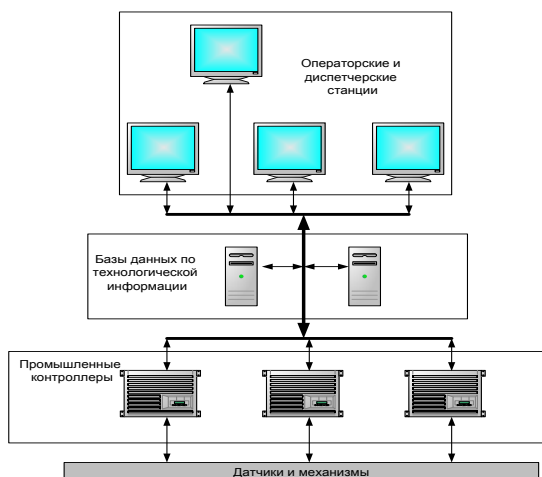 Операторские и
диспетчерские
станции
Базы данных по
технологической
информации
Промышленные
контроллеры
Датчики и механизмы